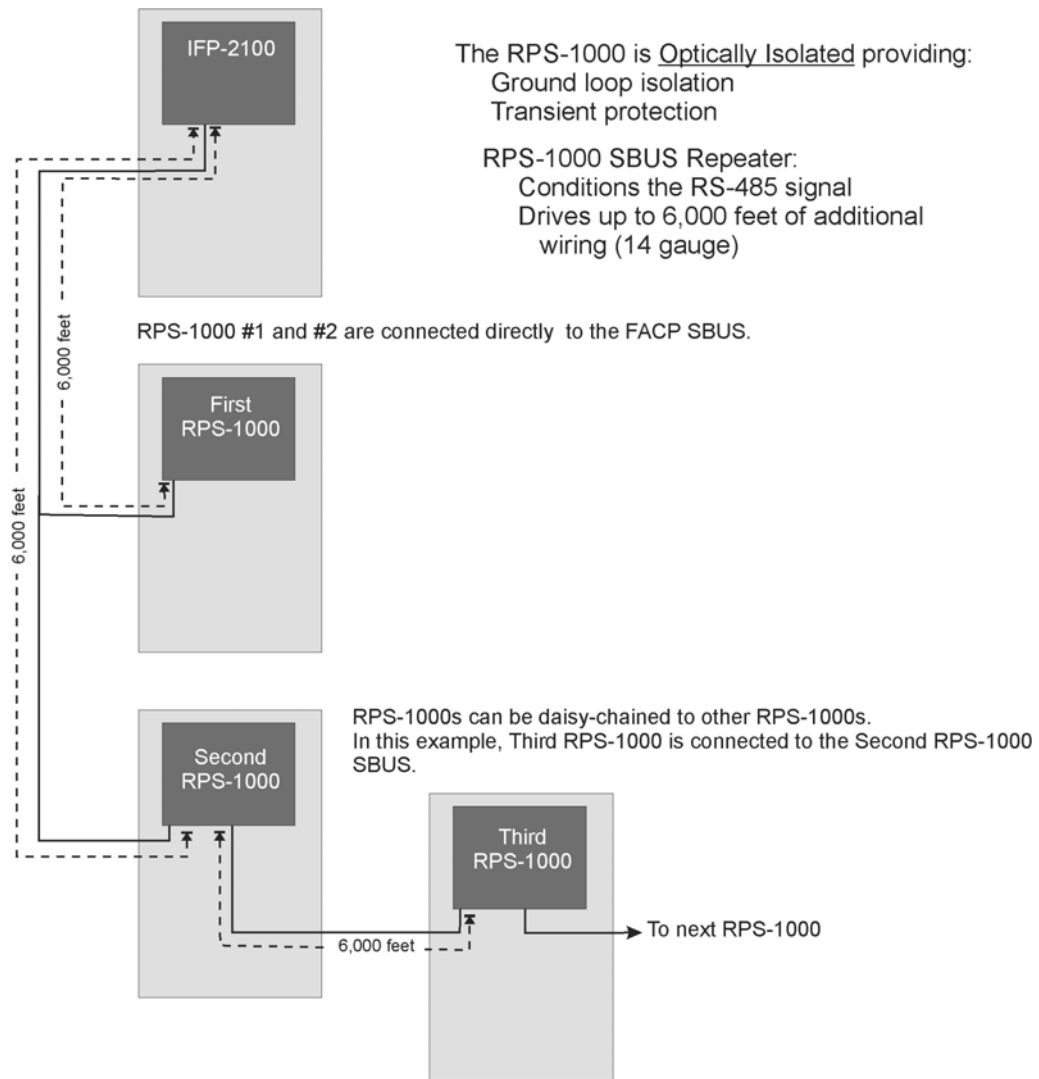 IFP-2100
The RPS-1000 is Optically Isolated providing:
Ground loop isolation
Transient protection
RPS-1000 SBUS Repeater:
Conditions the RS-485 signal
Drives up to 6,000 feet of additional
wiring (14 gauge)
6,000 feet
6,000 feet
RPS-1000 #1 and #2 are connected directly to the FACP SBUS.
First
RPS-1000
RPS-1000s can be daisy-chained to other RPS-1000s.
In this example, Third RPS-1000 is connected to the Second RPS-1000
SBUS.
Second
RPS-1000
Third
RPS-1000
6,000 feet
To next RPS-1000